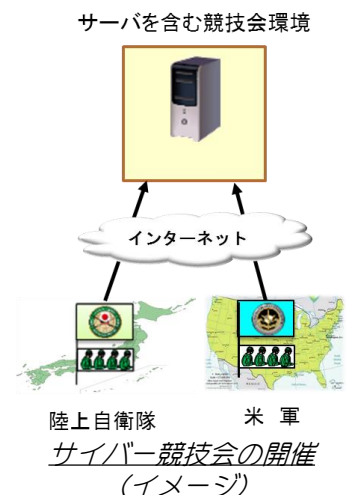 サーバを含む競技会環境
インターネット
陸上自衛隊
米 軍
サイバー競技会の開催
（イメージ）